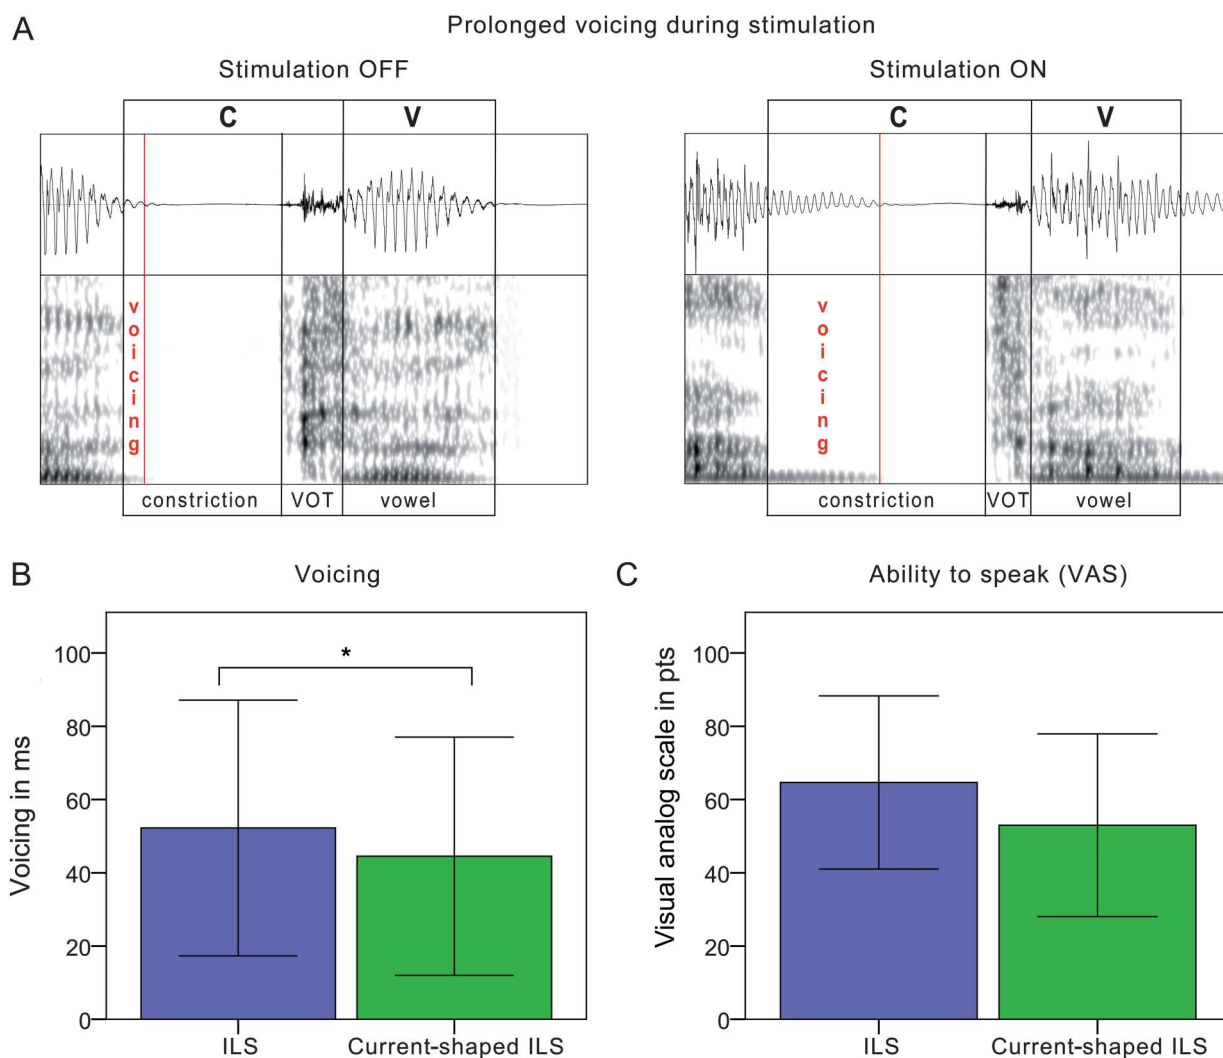 A
Prolonged voicing during stimulation
Stimulation OFF
C V
voicing
constriction VOT vowel
Stimulation ON
C V
voicing
constriction VOT vowel
B
Voicing
Voicing in ms
100
80
60
40
20
0
*
ILS Current-shaped ILS
C
Ability to speak (VAS)
Visual analog scale in pts
100
80
60
40
20
0
ILS Current-shaped ILS